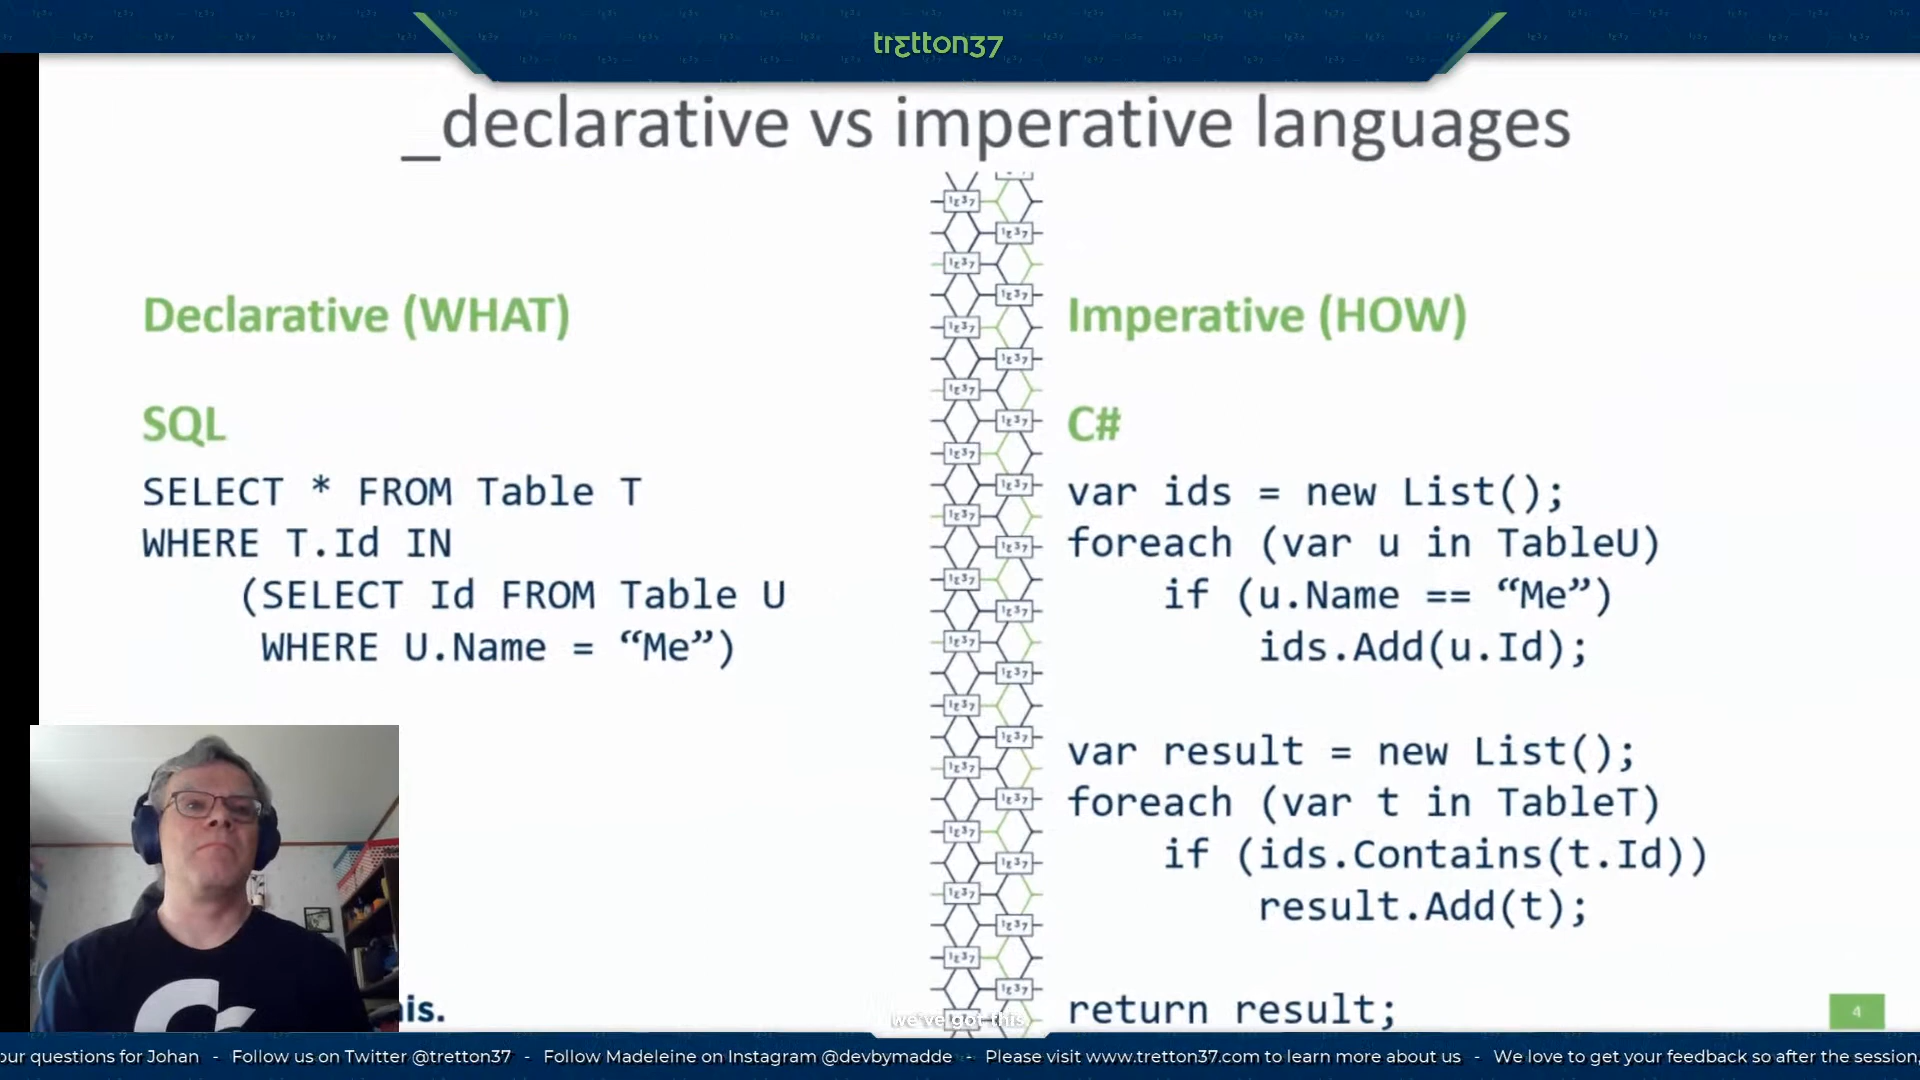 trɛtton37
_declarative vs imperative languages
Declarative (WHAT)
SQL
SELECT * FROM Table T
WHERE T.Id IN
(SELECT Id FROM Table U
WHERE U.Name = “Me”)
Imperative (HOW)
C#
var ids = new List();
foreach (var u in TableU)
if (u.Name == “Me”)
ids.Add(u.Id);
var result = new List();
foreach (var t in TableT)
if (ids.Contains(t.Id))
result.Add(t);
return result;
his.
we've got this
4
our questions for Johan - Follow us on Twitter @tretton37 - Follow Madeleine on Instagram @devbymadde - Please visit www.tretton37.com to learn more about us - We love to get your feedback so after the session,